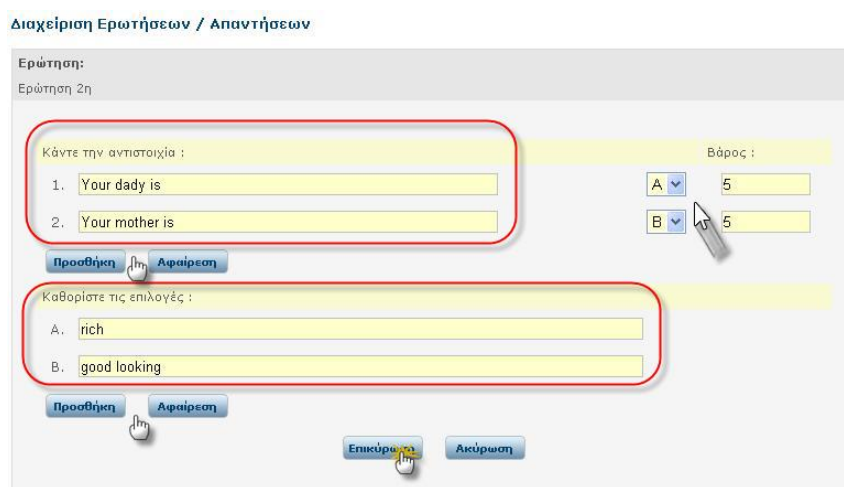 Διαχείριση Ερωτήσεων / Απαντήσεων
Ερώτηση:
Ερώτηση 2η
Κάντε την αντιστοιχία : Βάρος :
1. Your dady is A 5
2. Your mother is B 5
Προσθήκη Αφαίρεση
Καθορίστε τις επιλογές :
A. rich
B. good looking
Προσθήκη Αφαίρεση
Επικύρωση Ακύρωση